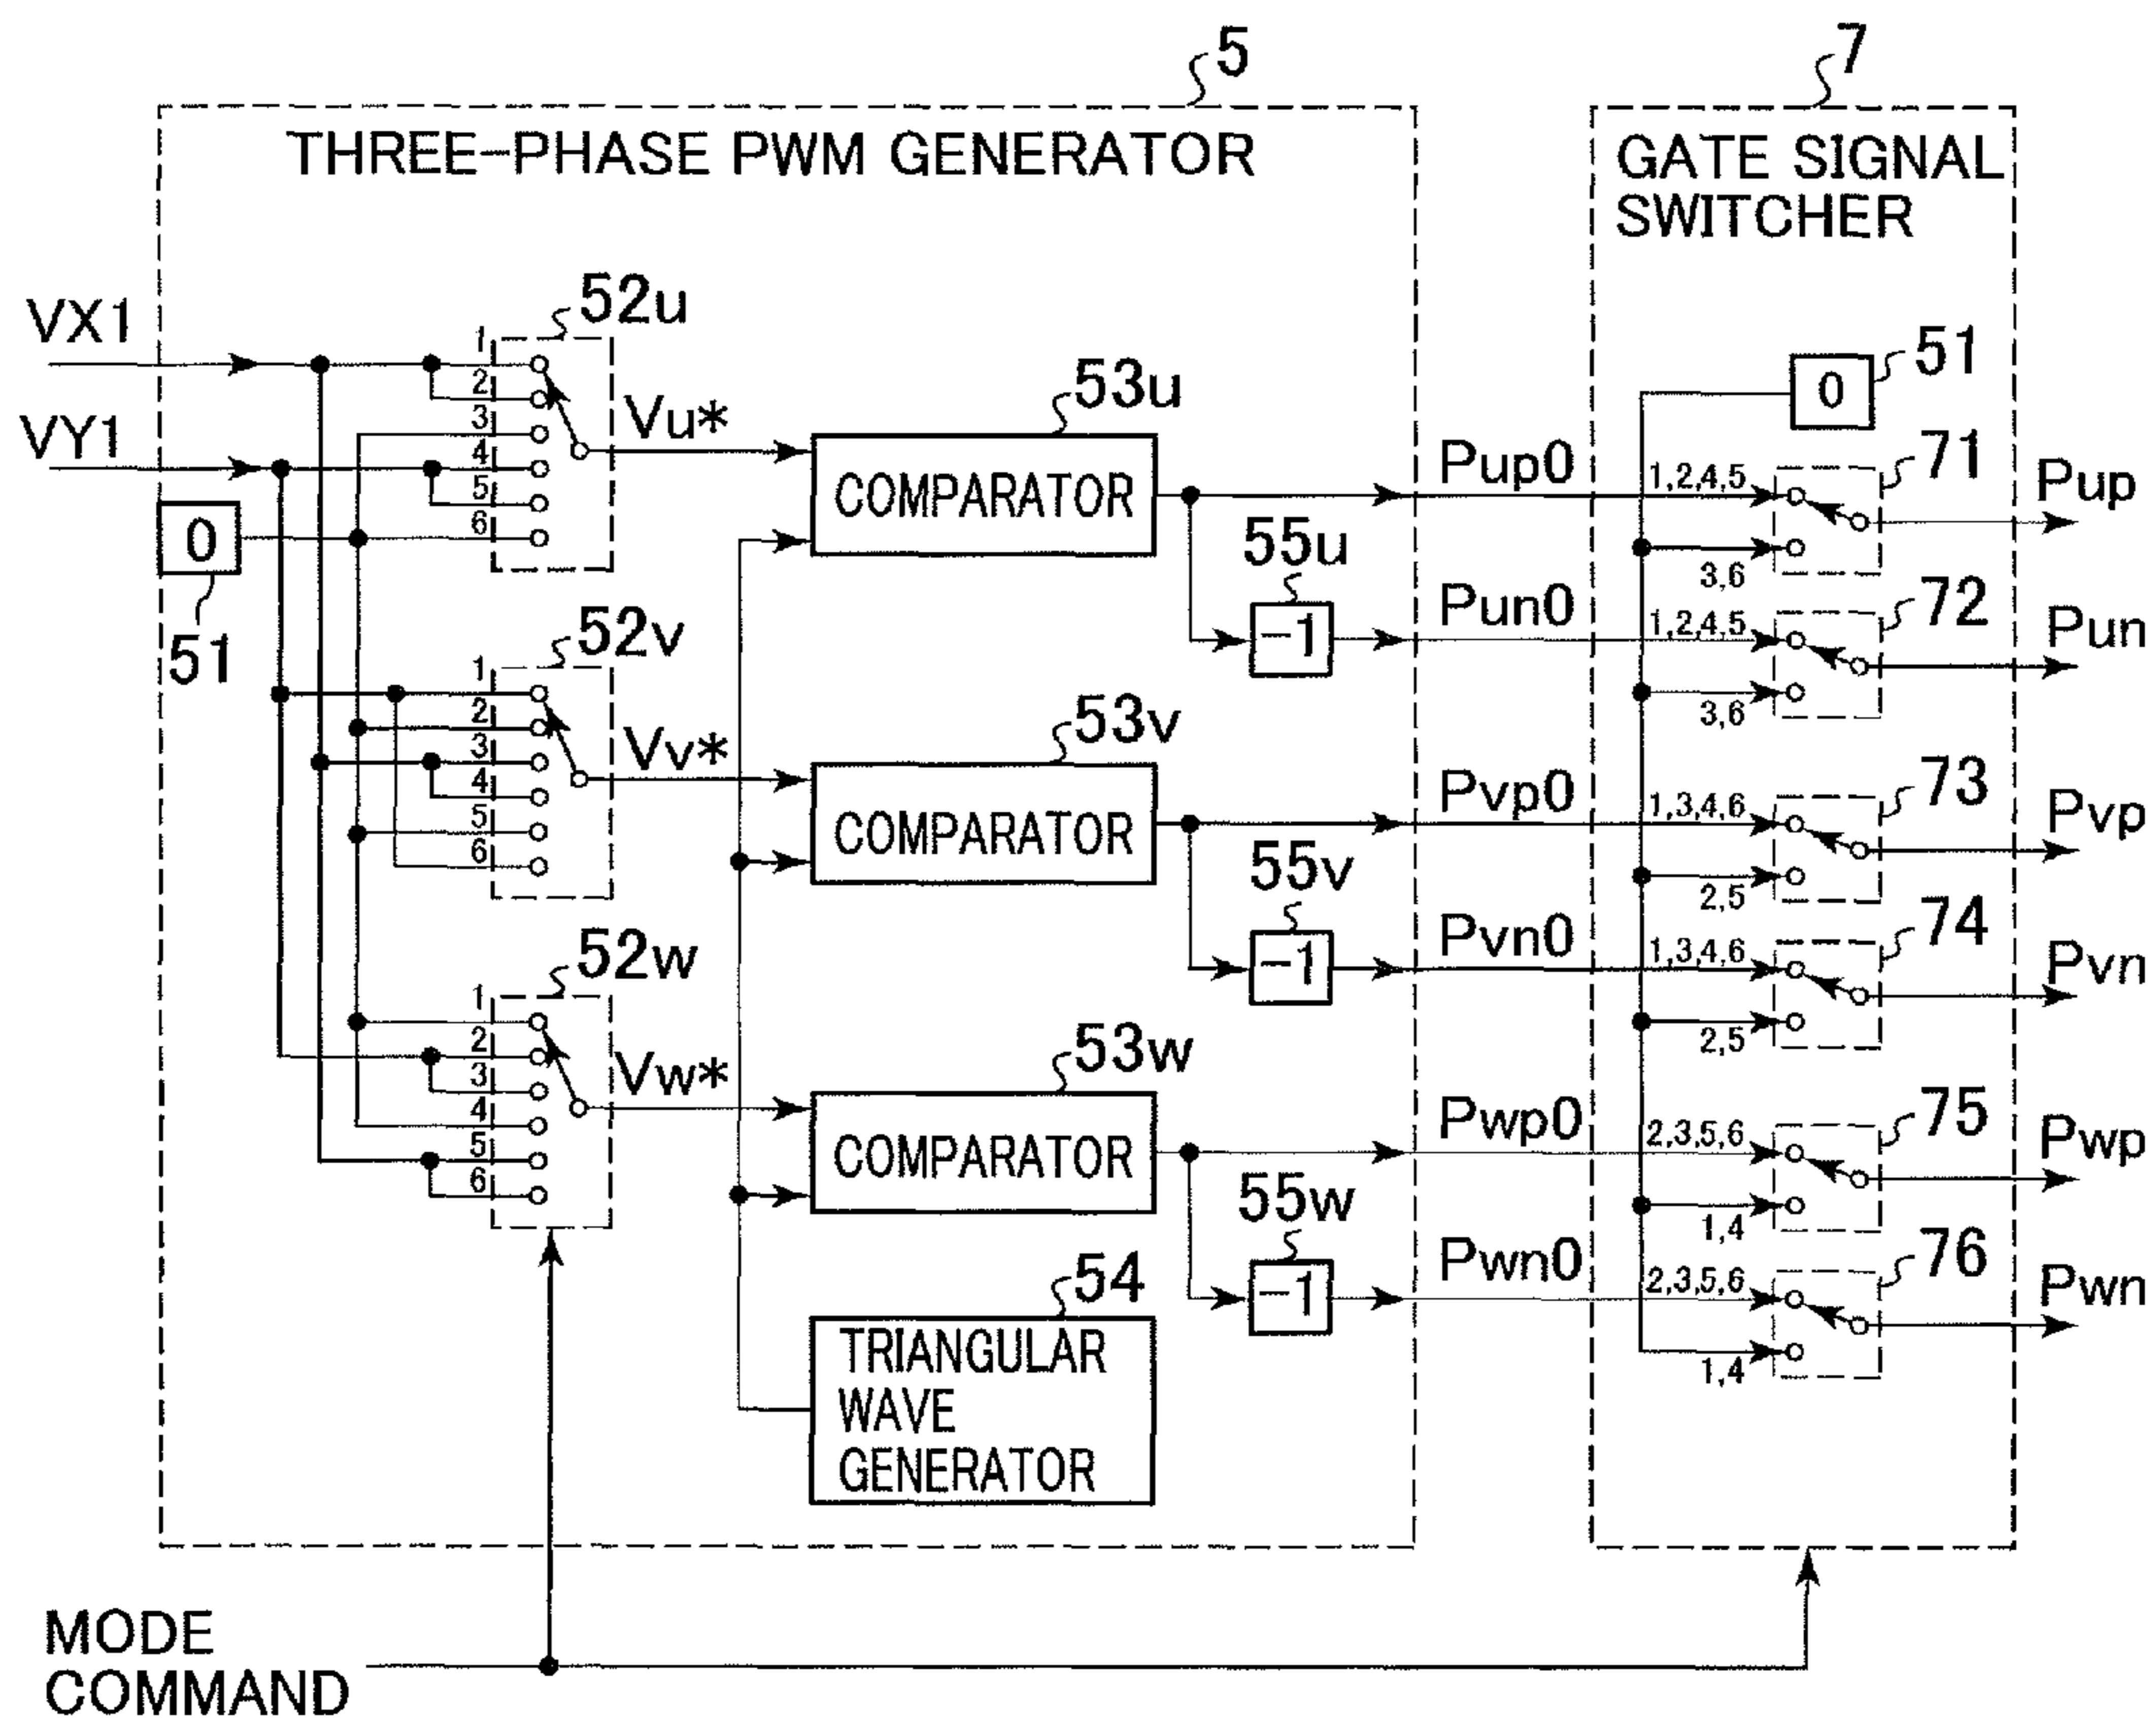 5
7
THREE-PHASE PWM GENERATOR
GATE SIGNAL
SWITCHER
VX1
VY1
0
51
52u
1
2
3
4
5
6
Vu*
53u
COMPARATOR
55u
-1
Pup0
Pun0
52v
1
2
3
4
5
6
Vv*
53v
COMPARATOR
55v
-1
Pvp0
Pvn0
52w
1
2
3
4
5
6
Vw*
53w
COMPARATOR
55w
-1
Pwp0
Pwn0
54
TRIANGULAR
WAVE
GENERATOR
0
51
71
1,2,4,5
3,6
Pup
72
1,2,4,5
3,6
Pun
73
1,3,4,6
2,5
Pvp
74
1,3,4,6
2,5
Pvn
75
2,3,5,6
1,4
Pwp
76
2,3,5,6
1,4
Pwn
MODE
COMMAND